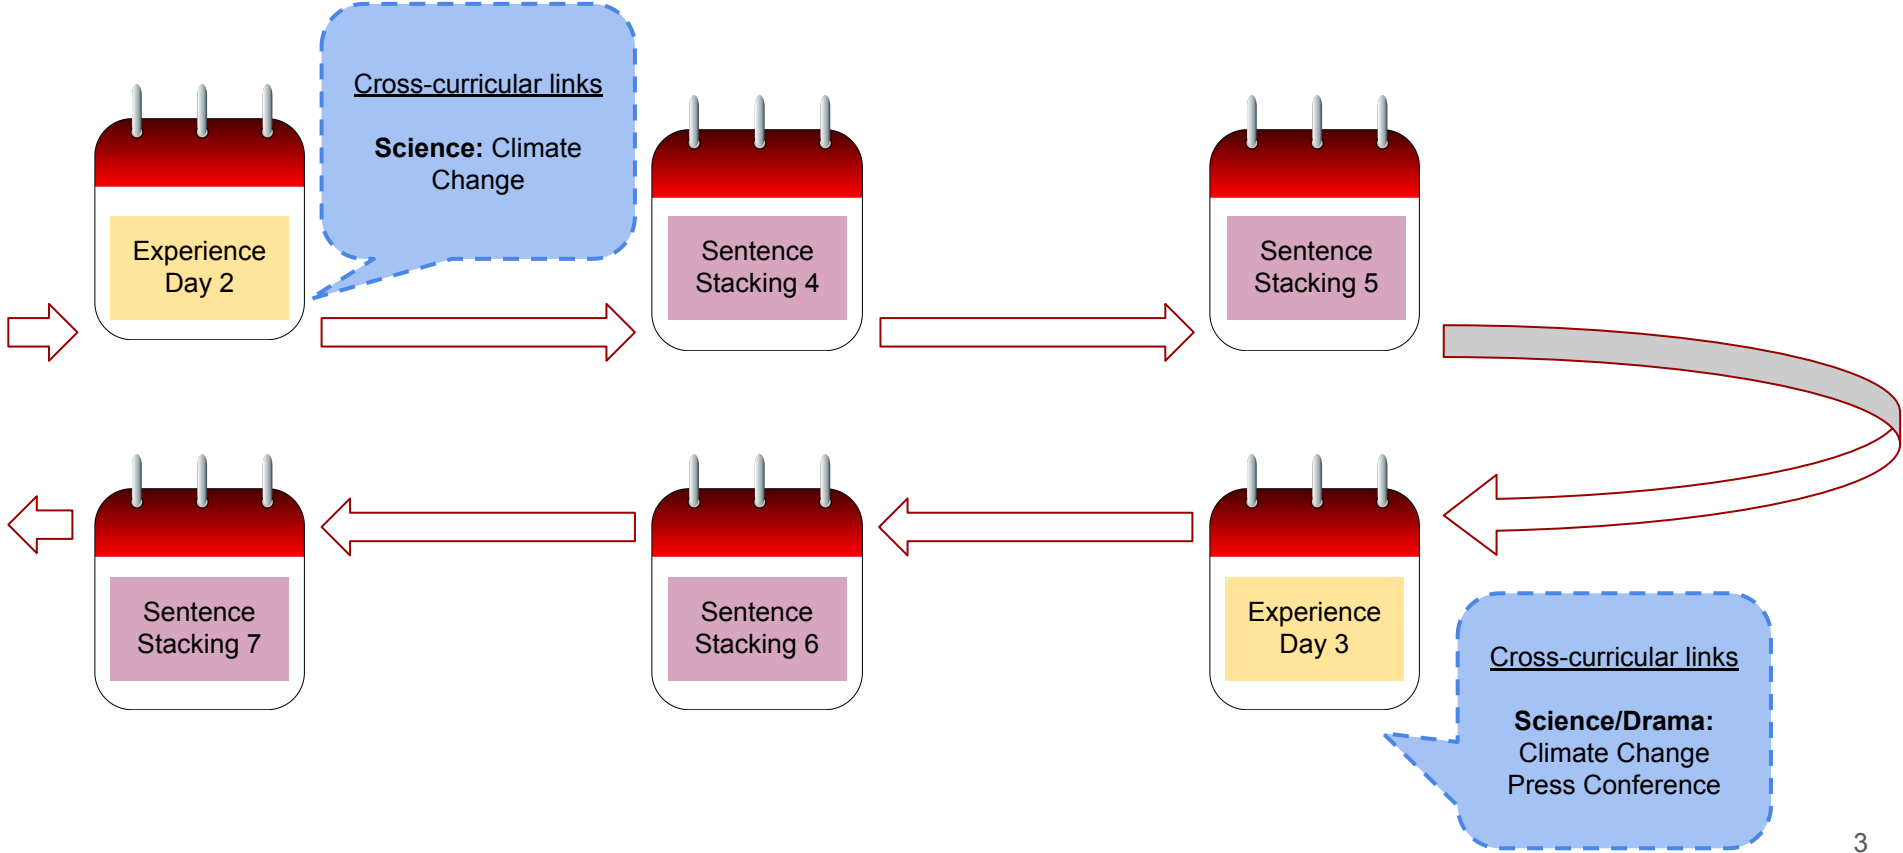 Cross-curricular links
Science: Climate
Change
Experience
Day 2
Sentence
Stacking 4
Sentence
Stacking 5
Sentence
Stacking 7
Sentence
Stacking 6
Experience
Day 3
Cross-curricular links
Science/Drama:
Climate Change
Press Conference
3